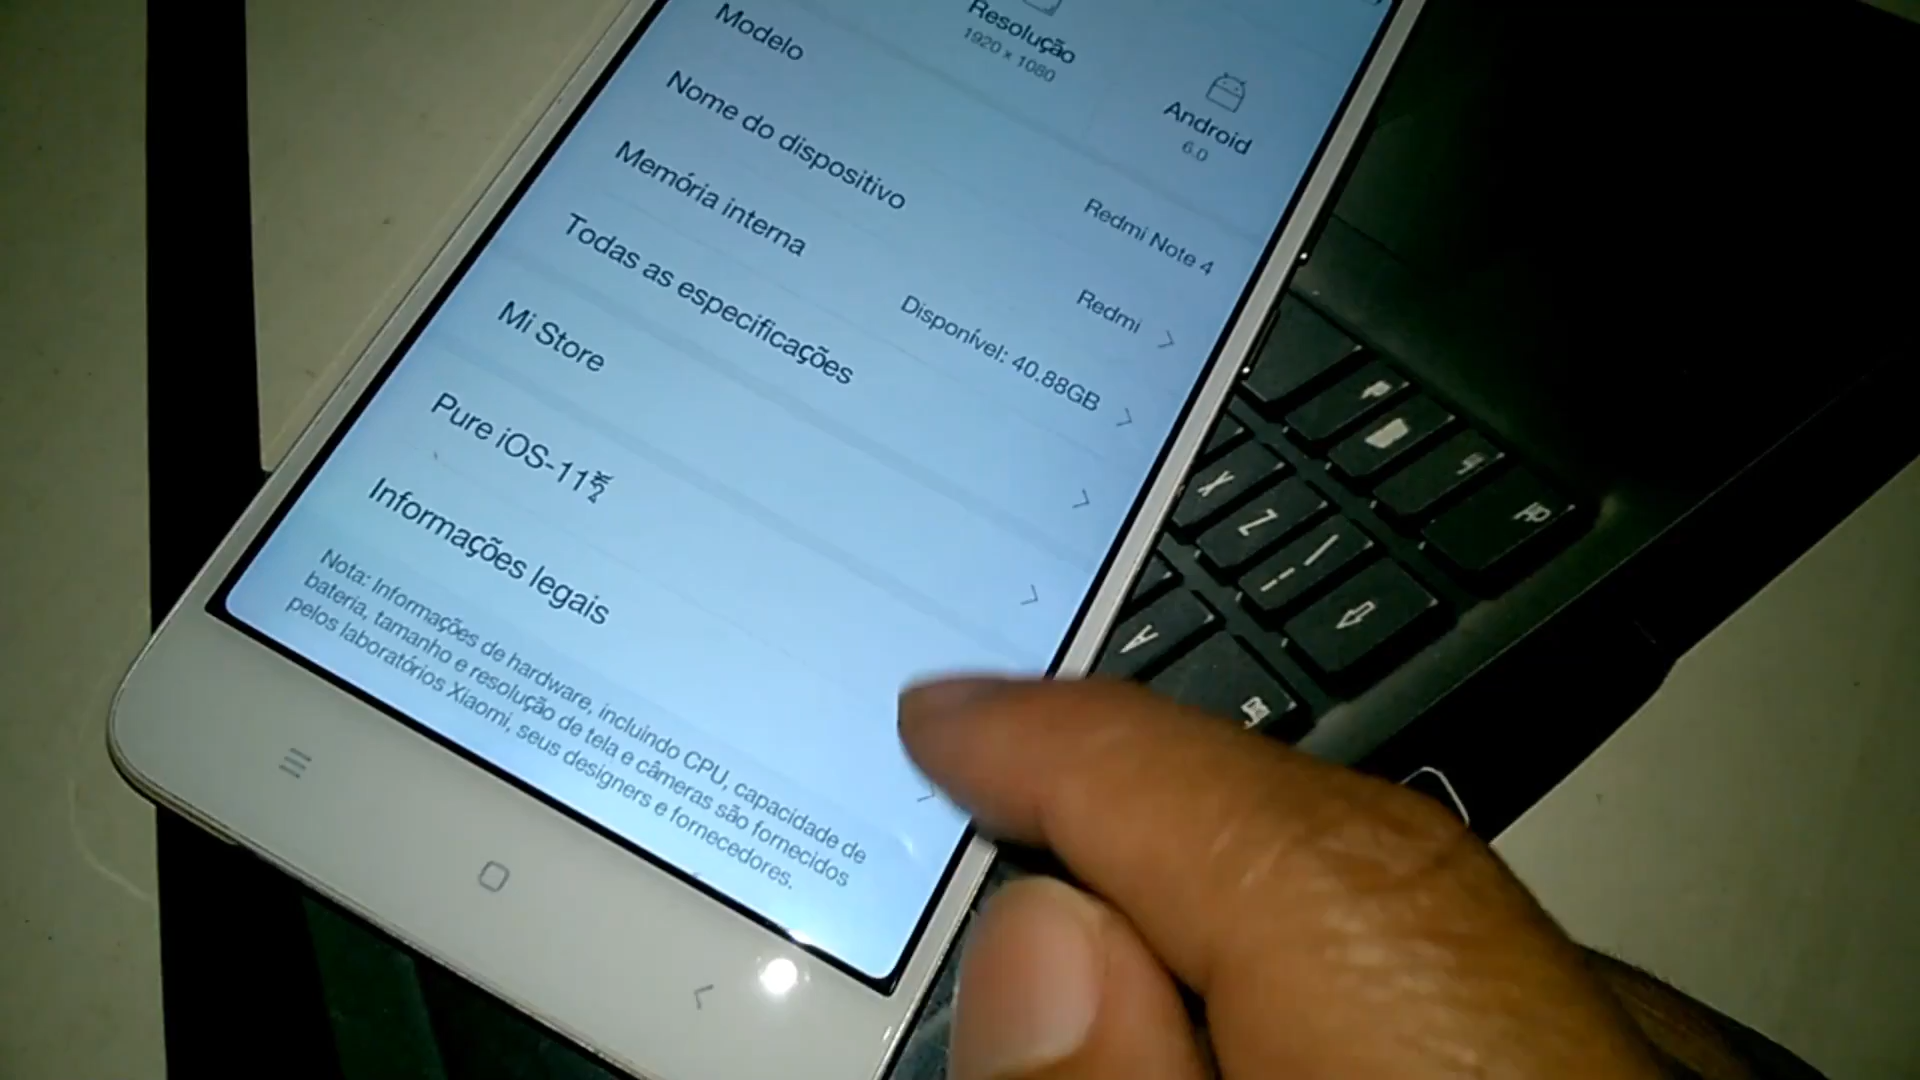 Resolução
1920 x 1080
Android
6.0
Modelo
Redmi Note 4
Nome do dispositivo
Redmi
Memória interna
Disponível: 40.88GB
Todas as especificações
Mi Store
Pure iOS-11
Informações legais
Nota: Informações de hardware, incluindo CPU, capacidade de
bateria, tamanho e resolução de tela e câmeras são fornecidos
pelos laboratórios Xiaomi, seus designers e fornecedores.
X
Z
A